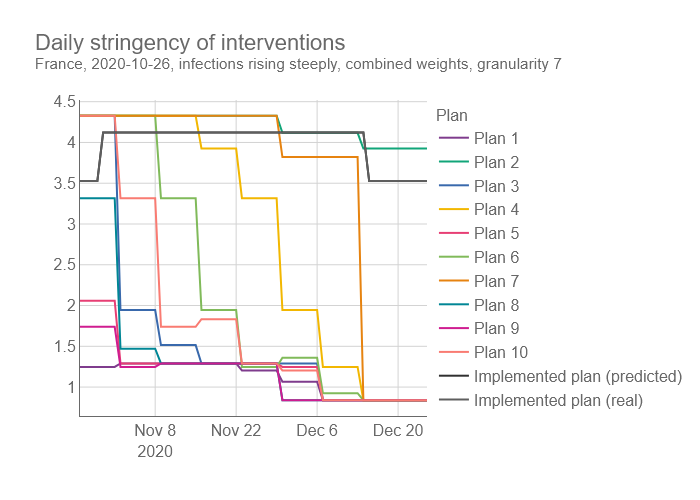 Daily stringency of interventions
France, 2020-10-26, infections rising steeply, combined weights, granularity 7
4.5
4
3.5
3
2.5
2
1.5
1
Nov 8
2020
Nov 22
Dec 6
Dec 20
Plan
Plan 1
Plan 2
Plan 3
Plan 4
Plan 5
Plan 6
Plan 7
Plan 8
Plan 9
Plan 10
Implemented plan (predicted)
Implemented plan (real)